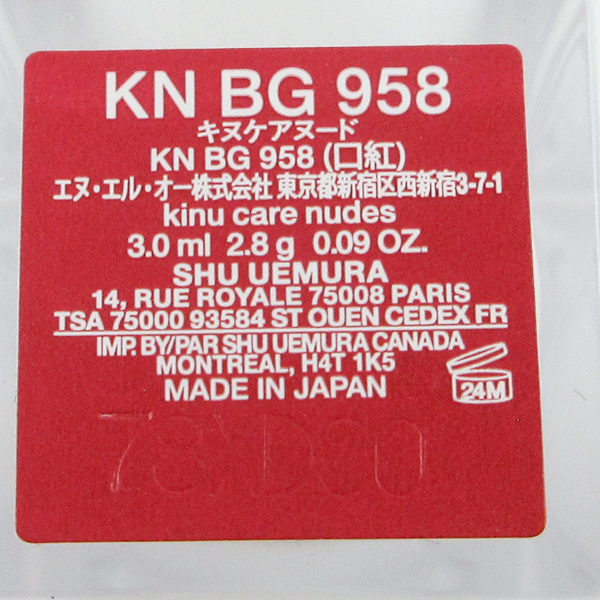 KN BG 958
キヌケアヌード
KN BG 958 (口紅)
エヌ・エル・オー株式会社 東京都新宿区西新宿3-7-1
kinu care nudes
3.0 ml 2.8 g 0.09 OZ.
SHU UEMURA
14, RUE ROYALE 75008 PARIS
TSA 75000 93584 ST OUEN CEDEX FR
IMP. BY/PAR SHU UEMURA CANADA
MONTREAL, H4T 1K5
MADE IN JAPAN
24M